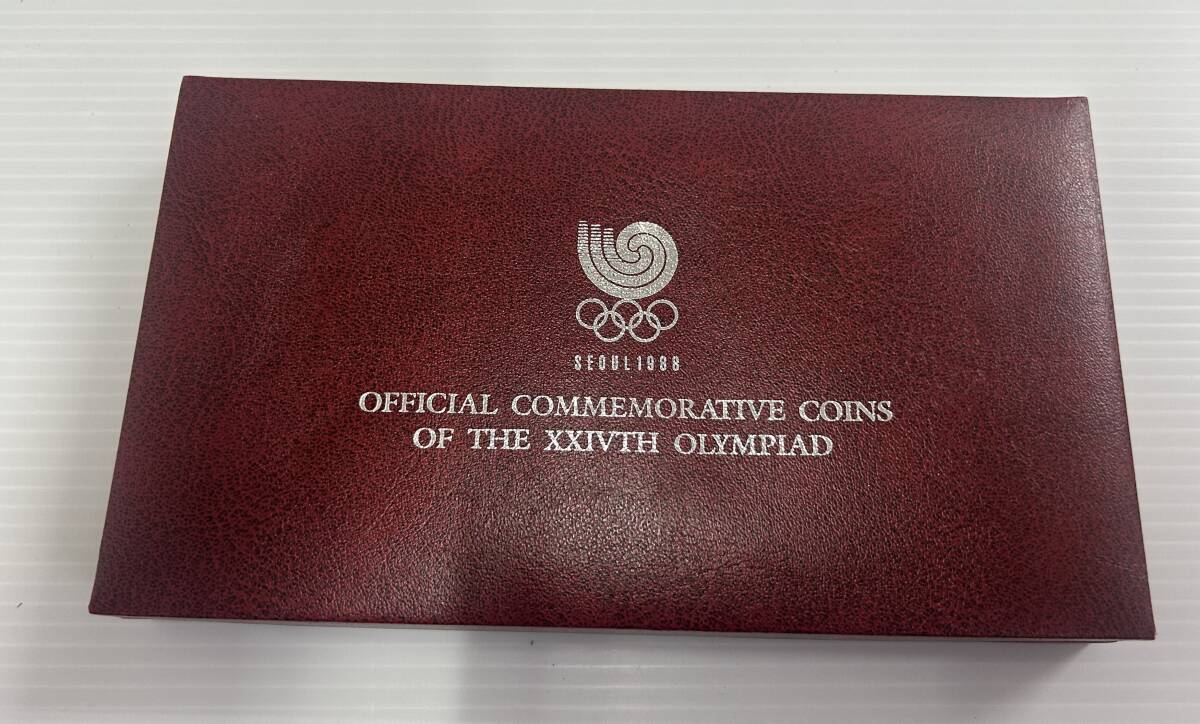 SEOUL 1988
OFFICIAL COMMEMORATIVE COINS
OF THE XXIVTH OLYMPIAD